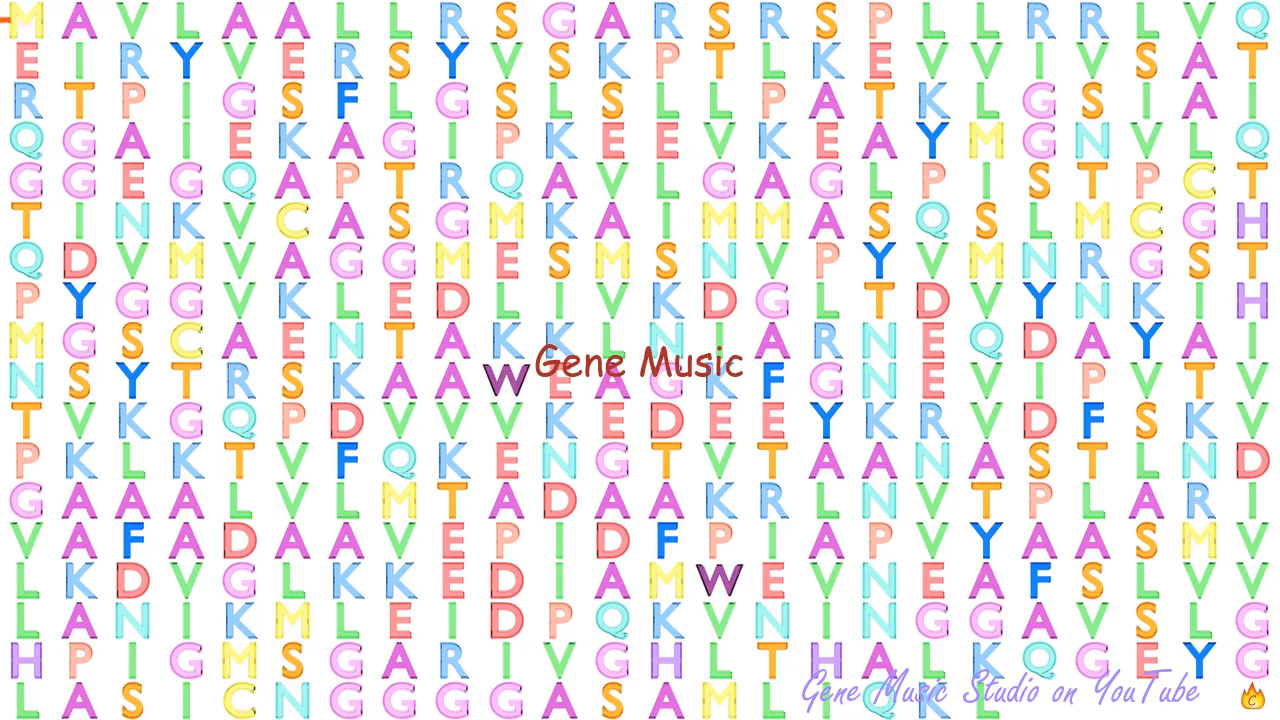 M A V L A A L L R S G A R S R S P L L R R L V Q
E I R Y V E R S Y V S K P T L K E V V I V S A T
R T P I G S F L G S L S L L P A T K L G S I A I
Q G A I E K A G I P K E E V K E A Y M G N V L Q
G G E G Q A P T R Q A V L G A G L P I S T P C T
T I N K V C A S G M K A I M M A S Q S L M C G H
Q D V M V A G G M E S M S N V P Y V M N R G S T
P Y G G V K L E D L I V K D G L T D V Y N K I H
M G S C A E N T A K K L N I A R N E Q D A Y A I
N S Y T R S K A A W E A G K F G N E V I P V T V
T V K G Q P D V V V K E D E E Y K R V D F S K V
P K L K T V F Q K E N G T V T A A N A S T L N D
G A A A L V L M T A D A A K R L N V T P L A R I
V A F A D A A V E P I D F P I A P V Y A A S M V
L K D V G L K K E D I A M W E V N E A F S L V V
L A N I K M L E I D P Q K V N I N G G A V S L G
H P I G M S G A R I V G H L T H A L K Q G E Y G
L A S I C N G G G G A S A M L I Q K L
Gene Music
Gene Music Studio on YouTube